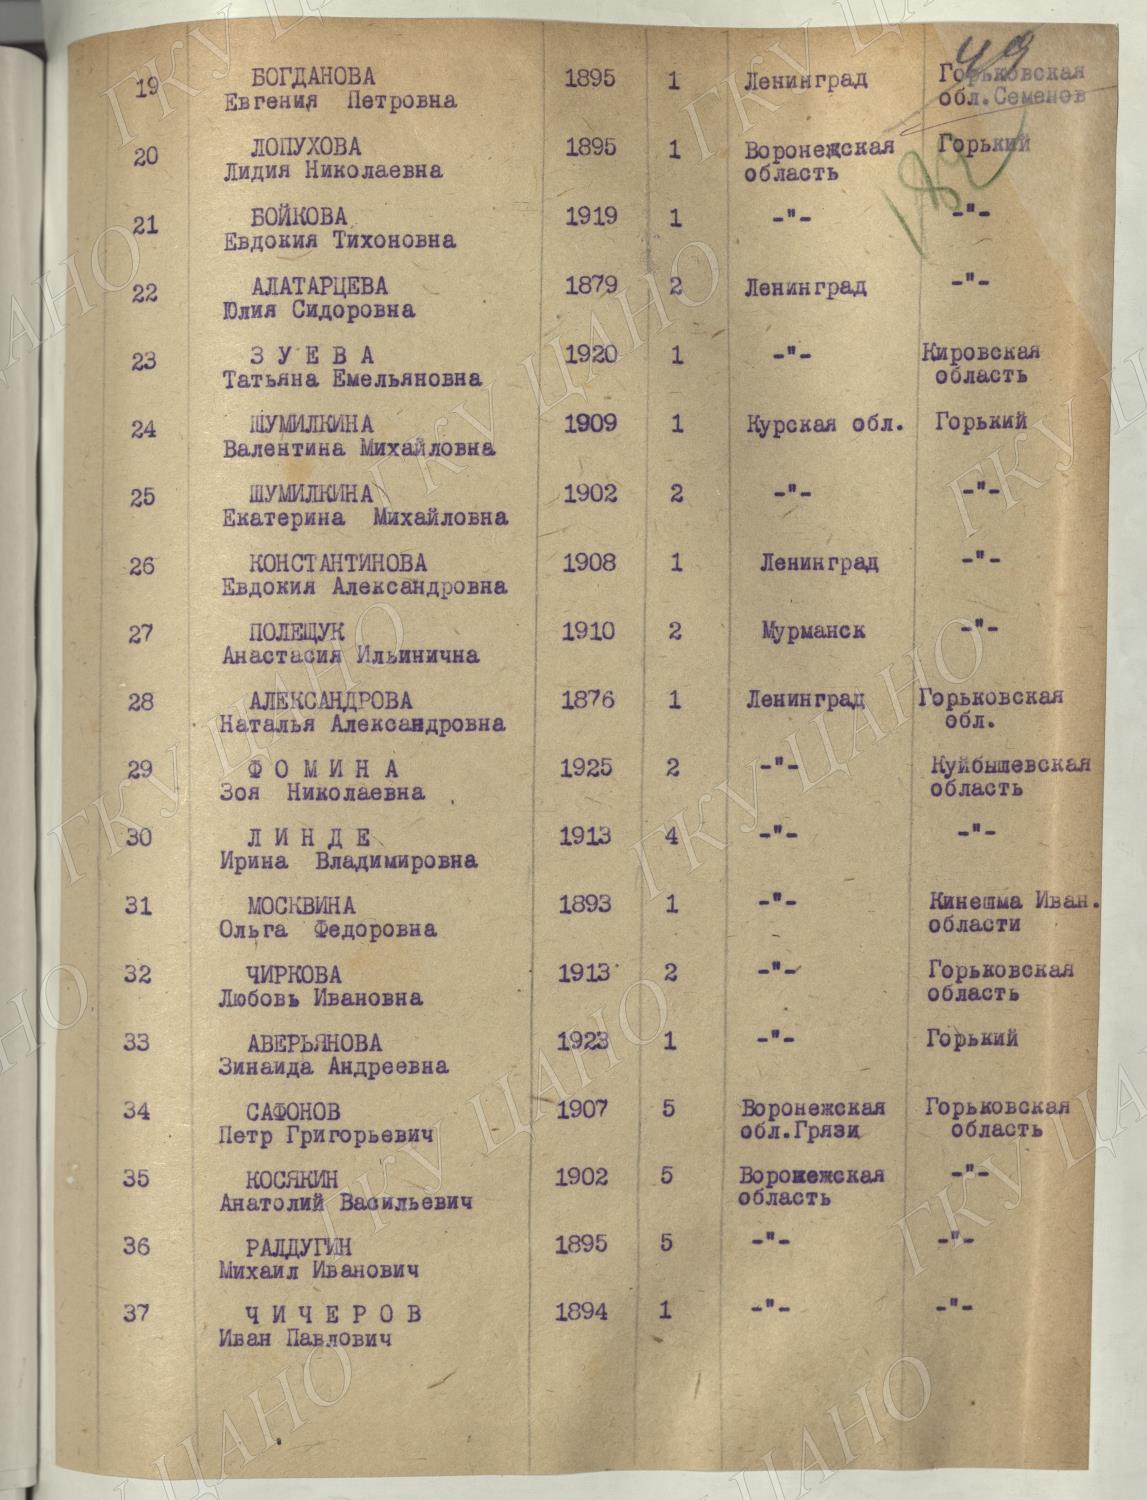 49
19 БОГДАНОВА 1895 1 Ленинград Горьковская
Евгения Петровна обл.Семенов
20 ЛОПУХОВА 1895 1 Воронежская Горький
Лидия Николаевна область
182
21 БОЙКОВА 1919 1 -"- -"-
Евдокия Тихоновна
22 АЛАТАРЦЕВА 1879 2 Ленинград -"-
Юлия Сидоровна
23 З У Е В А 1920 1 -"- Кировская
Татьяна Емельяновна область
24 ШУМИЛКИНА 1909 1 Курская обл. Горький
Валентина Михайловна
25 ШУМИЛКИНА 1902 2 -"- -"-
Екатерина Михайловна
26 КОНСТАНТИНОВА 1908 1 Ленинград -"-
Евдокия Александровна
27 ПОЛЕЩУК 1910 2 Мурманск -"-
Анастасия Ильинична
28 АЛЕКСАНДРОВА 1876 1 Ленинград Горьковская
Наталья Александровна обл.
29 Ф О М И Н А 1925 2 -"- Куйбышевская
Зоя Николаевна область
30 Л И Н Д Е 1913 4 -"- -"-
Ирина Владимировна
31 МОСКВИНА 1893 1 -"- Кинешма Иван.
Ольга Федоровна области
32 ЧИРКОВА 1913 2 -"- Горьковская
Любовь Ивановна область
33 АВЕРЬЯНОВА 1923 1 -"- Горький
Зинаида Андреевна
34 САФОНОВ 1907 5 Воронежская Горьковская
Петр Григорьевич обл.Грязи область
35 КОСЯКИН 1902 5 Воронежская -"-
Анатолий Васильевич область
36 РАЛДУГИН 1895 5 -"- -"-
Михаил Иванович
37 Ч И Ч Е Р О В 1894 1 -"- -"-
Иван Павлович
ГКУ ЦАНО